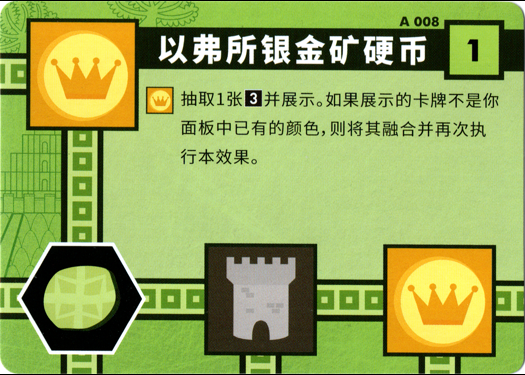 A 008
以弗所银金矿硬币
1
抽取1张3并展示。如果展示的卡牌不是你
面板中已有的颜色,则将其融合并再次执
行本效果。